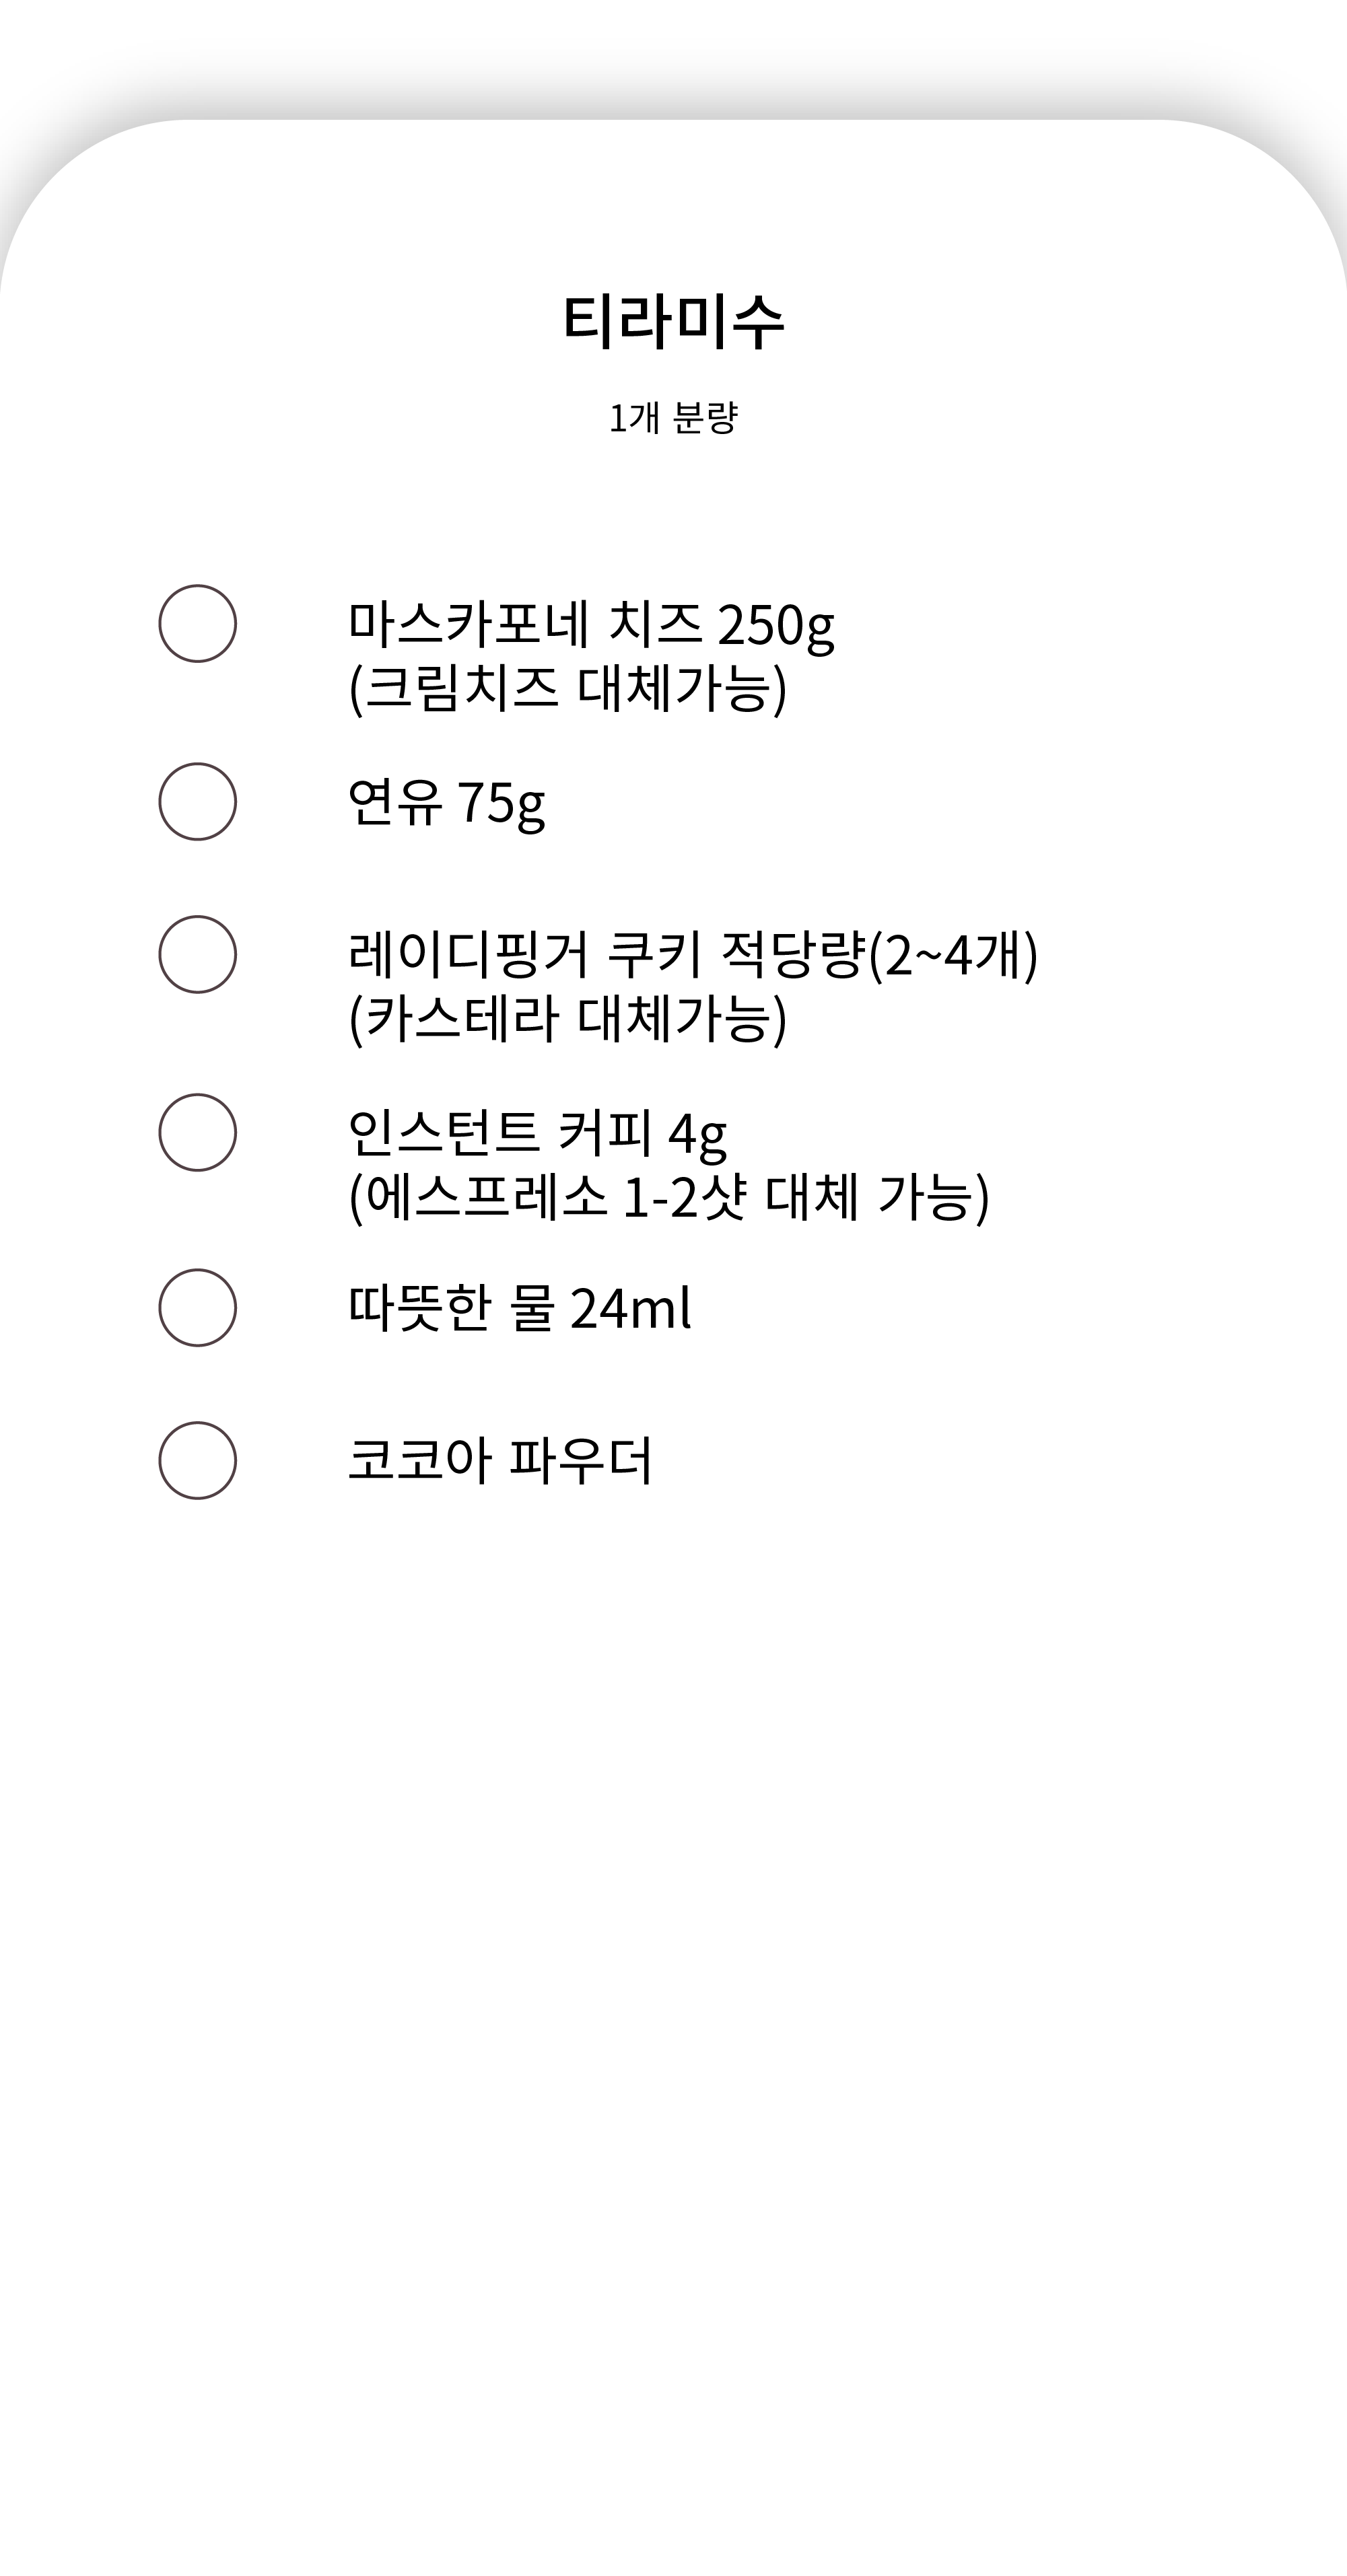 티라미수
1개 분량
마스카포네 치즈 250g
(크림치즈 대체가능)
연유 75g
레이디핑거 쿠키 적당량(2~4개)
(카스테라 대체가능)
인스턴트 커피 4g
(에스프레소 1-2샷 대체 가능)
따뜻한 물 24ml
코코아 파우더